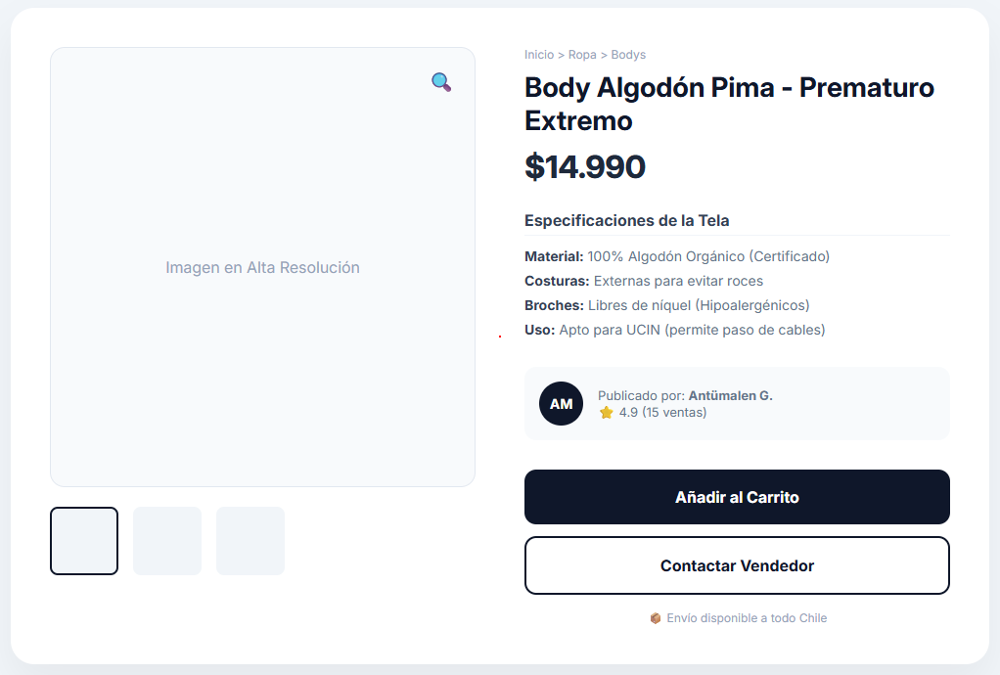 Imagen en Alta Resolución
Inicio > Ropa > Bodys
Body Algodón Pima - Prematuro
Extremo
$14.990
Especificaciones de la Tela
Material: 100% Algodón Orgánico (Certificado)
Costuras: Externas para evitar roces
Broches: Libres de níquel (Hipoalergénicos)
Uso: Apto para UCIN (permite paso de cables)
AM
Publicado por: Antümalen G.
⭐ 4.9 (15 ventas)
Añadir al Carrito
Contactar Vendedor
📦 Envío disponible a todo Chile